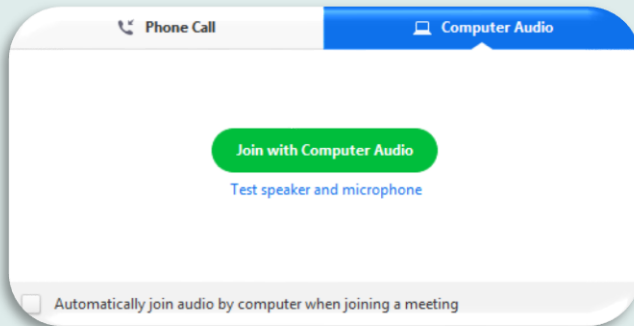 Phone Call
Computer Audio
Join with Computer Audio
Test speaker and microphone
Automatically join audio by computer when joining a meeting